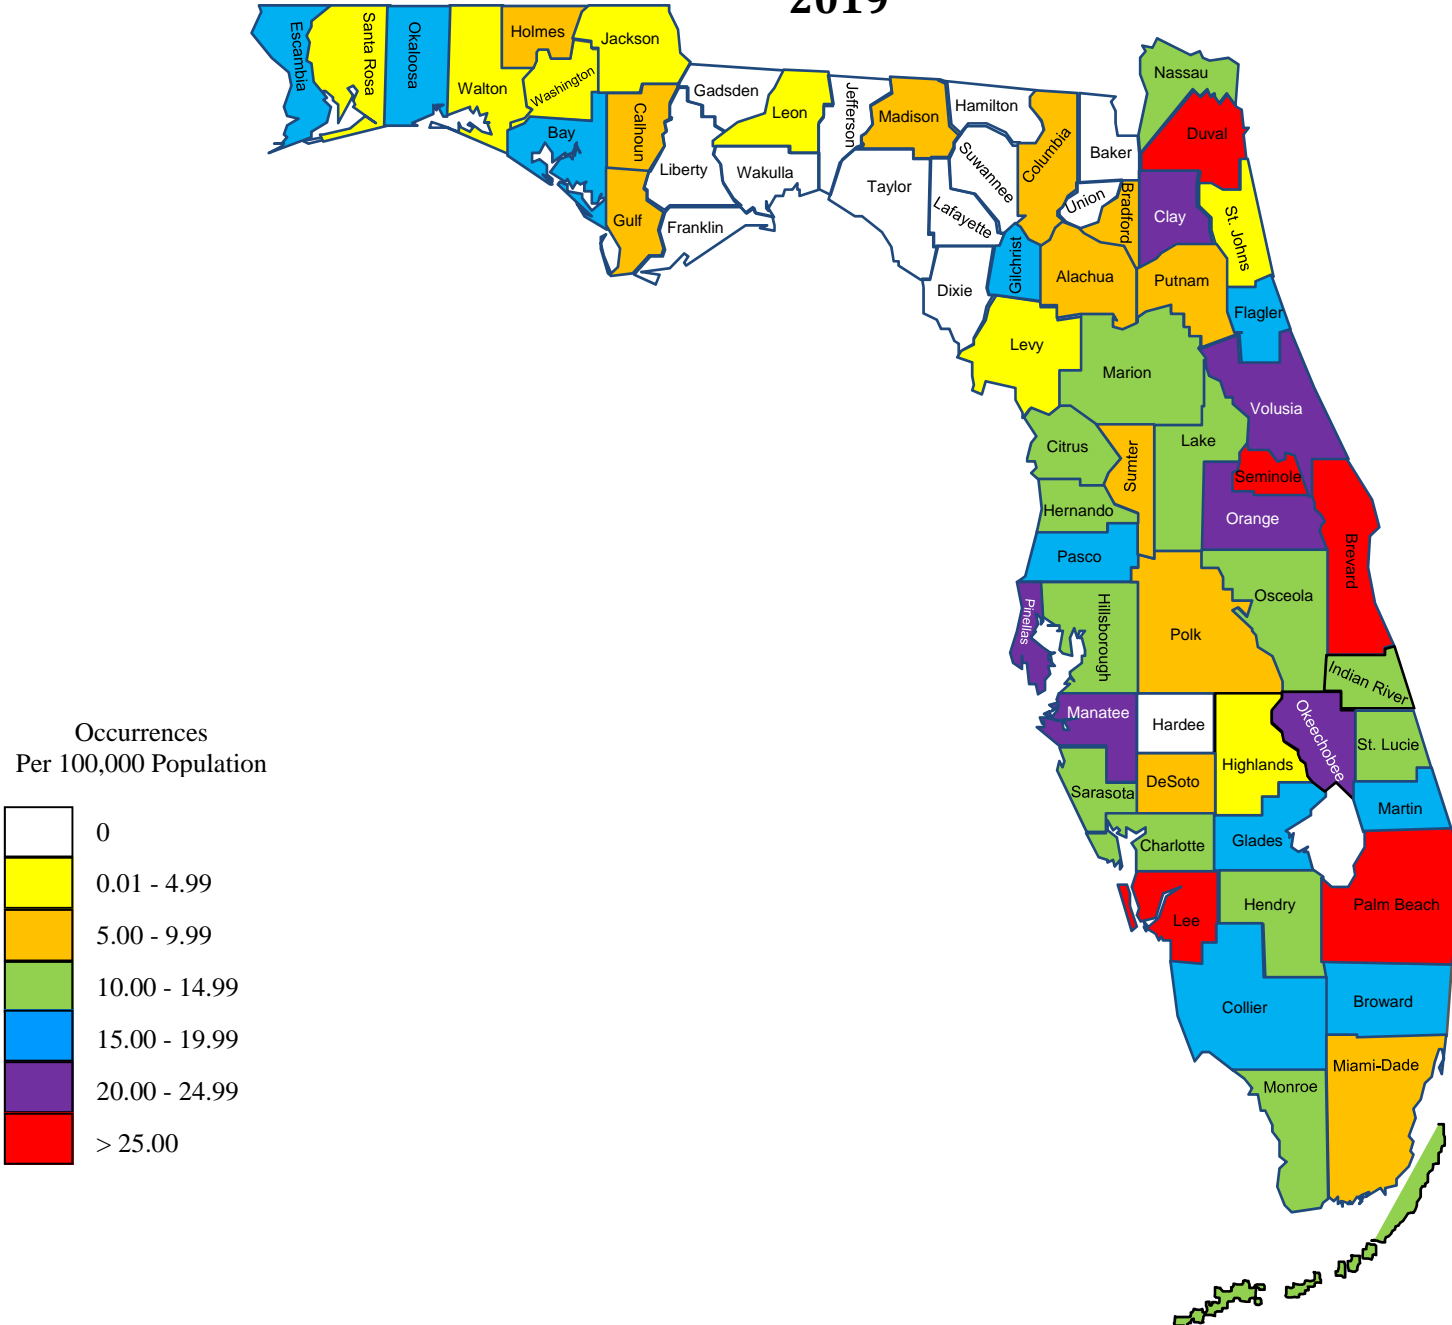 2019
Escambia
Santa Rosa
Okaloosa
Walton
Holmes
Washington
Jackson
Bay
Calhoun
Gulf
Gadsden
Liberty
Franklin
Leon
Wakulla
Jefferson
Madison
Taylor
Hamilton
Suwannee
Lafayette
Dixie
Columbia
Gilchrist
Baker
Union
Bradford
Nassau
Duval
Clay
St. Johns
Alachua
Putnam
Flagler
Levy
Marion
Volusia
Citrus
Sumter
Lake
Seminole
Hernando
Orange
Brevard
Pasco
Pinellas
Hillsborough
Polk
Osceola
Indian River
Manatee
Hardee
Highlands
Okeechobee
St. Lucie
Sarasota
DeSoto
Martin
Charlotte
Glades
Lee
Hendry
Palm Beach
Collier
Broward
Miami-Dade
Monroe
Occurrences
Per 100,000 Population
0
0.01 - 4.99
5.00 - 9.99
10.00 - 14.99
15.00 - 19.99
20.00 - 24.99
> 25.00